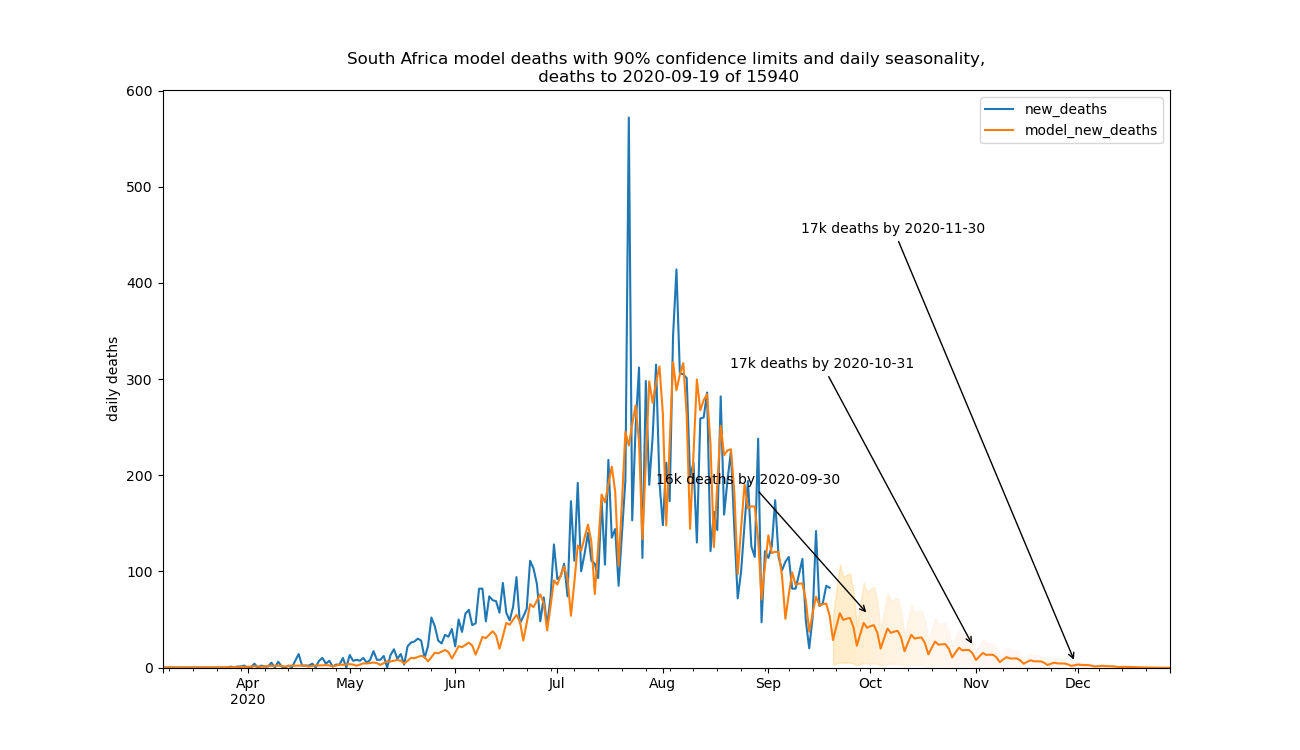 South Africa model deaths with 90% confidence limits and daily seasonality,
deaths to 2020-09-19 of 15940
600
new_deaths
model_new_deaths
500
17k deaths by 2020-11-30
400
daily deaths
300
17k deaths by 2020-10-31
200
16k deaths by 2020-09-30
100
0
Apr May Jun Jul Aug Sep Oct Nov Dec
2020